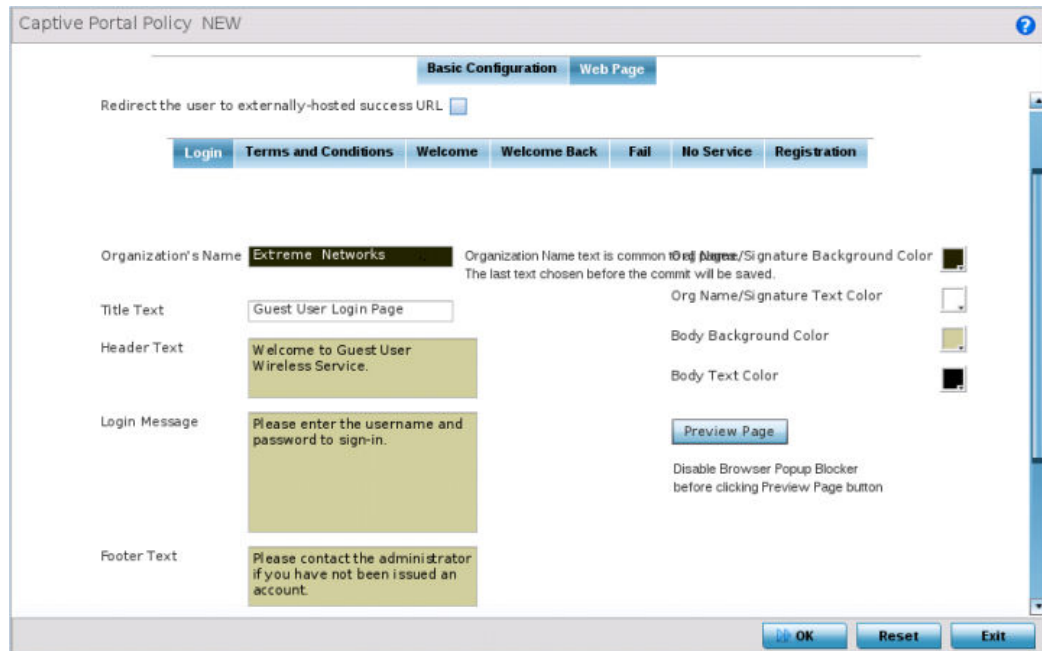 Captive Portal Policy NEW
?
Basic Configuration
Web Page
Redirect the user to externally-hosted success URL
Login
Terms and Conditions
Welcome
Welcome Back
Fail
No Service
Registration
Organization's Name
Extreme Networks
Organization Name text is common to all pages.
The last text chosen before the commit will be saved.
Org Name/Signature Background Color
Title Text
Guest User Login Page
Org Name/Signature Text Color
Header Text
Welcome to Guest User
Wireless Service.
Body Background Color
Body Text Color
Login Message
Please enter the username and
password to sign-in.
Preview Page
Disable Browser Popup Blocker
before clicking Preview Page button
Footer Text
Please contact the administrator
if you have not been issued an
account.
OK
Reset
Exit